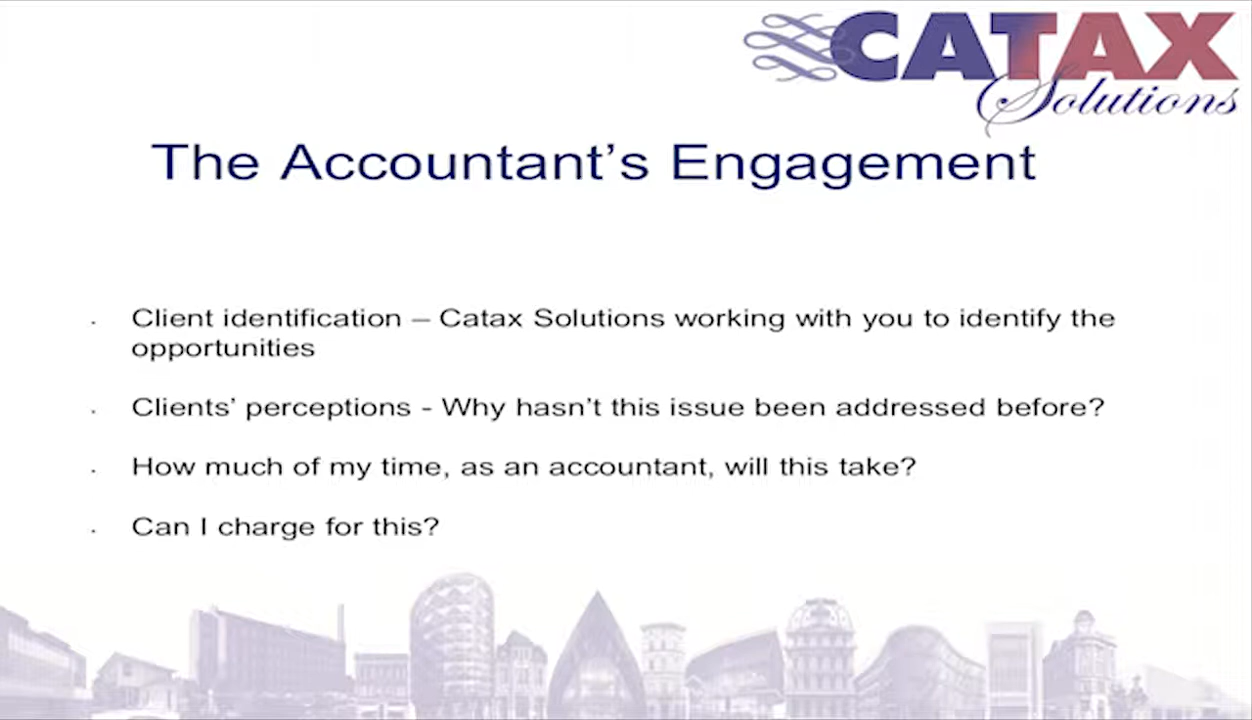 CATAX
Solutions
The Accountant’s Engagement
· Client identification – Catax Solutions working with you to identify the
opportunities
· Clients’ perceptions - Why hasn’t this issue been addressed before?
· How much of my time, as an accountant, will this take?
· Can I charge for this?